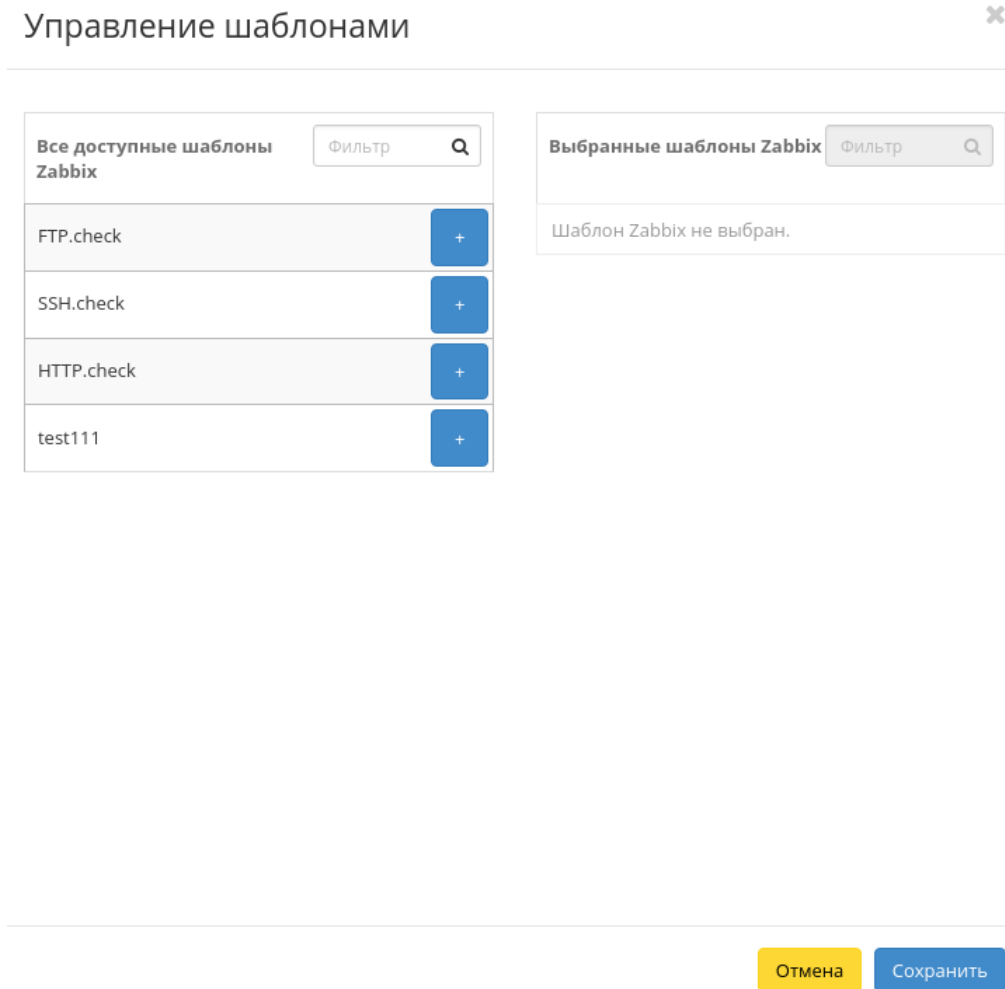 Управление шаблонами
Все доступные шаблоны
Zabbix
Фильтр
FTP.check
+
SSH.check
+
HTTP.check
+
test111
+
Выбранные шаблоны Zabbix
Фильтр
Шаблон Zabbix не выбран.
Отмена
Сохранить